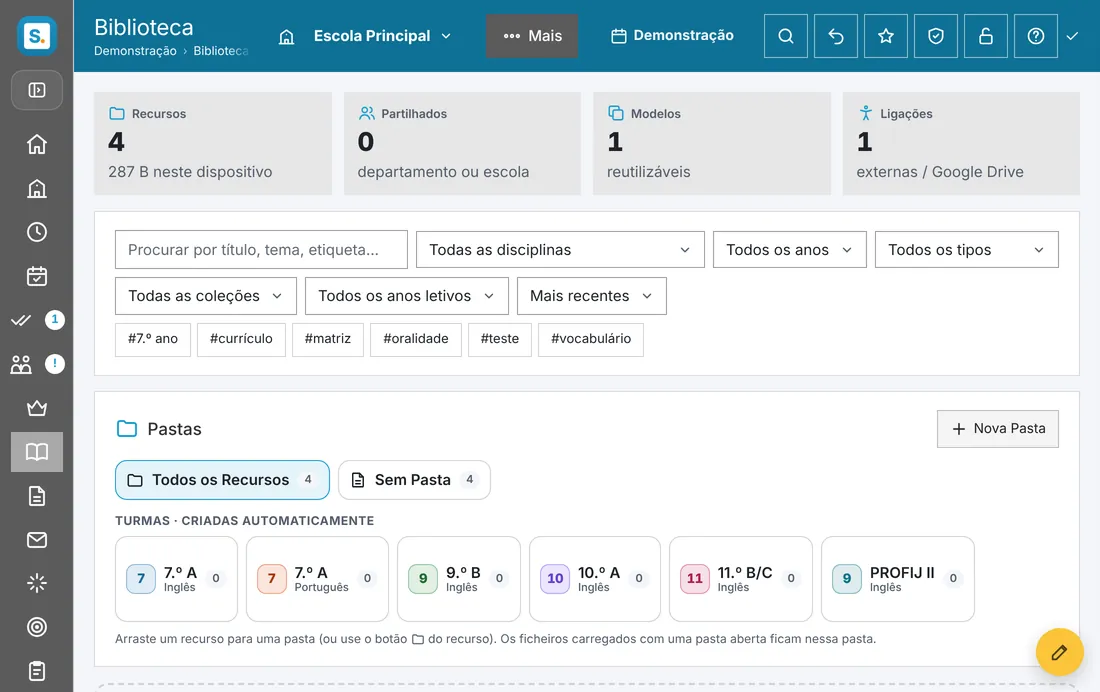 S.
Biblioteca
Demonstração › Biblioteca
Escola Principal
Mais
Demonstração
Recursos
4
287 B neste dispositivo
Partilhados
0
departamento ou escola
Modelos
1
reutilizáveis
Ligações
1
externas / Google Drive
Procurar por título, tema, etiqueta...
Todas as disciplinas
Todos os anos
Todos os tipos
Todas as coleções
Todos os anos letivos
Mais recentes
#7.º ano
#currículo
#matriz
#oralidade
#teste
#vocabulário
1
!
Pastas
Nova Pasta
Todos os Recursos 4
Sem Pasta 4
TURMAS · CRIADAS AUTOMATICAMENTE
7 7.º A 0
Inglês
7 7.º A 0
Português
9 9.º B 0
Inglês
10 10.º A 0
Inglês
11 11.º B/C 0
Inglês
9 PROFIJ II 0
Inglês
Arraste um recurso para uma pasta (ou use o botão do recurso). Os ficheiros carregados com uma pasta aberta ficam nessa pasta.